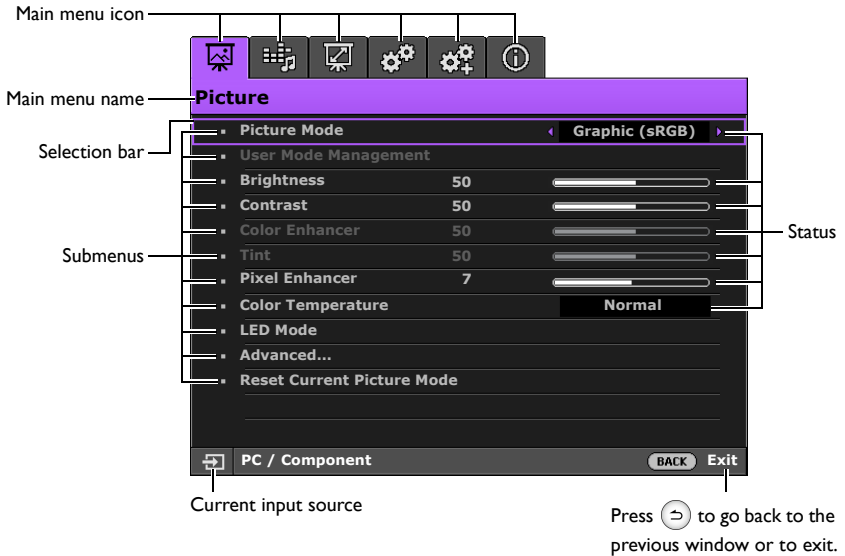 Main menu icon
Main menu name
Picture
Selection bar
Picture Mode Graphic (sRGB)
User Mode Management
Brightness 50
Contrast 50
Color Enhancer 50
Status
Submenus
Tint 50
Pixel Enhancer 7
Color Temperature Normal
LED Mode
Advanced...
Reset Current Picture Mode
PC / Component BACK Exit
Current input source
Press to go back to the
previous window or to exit.